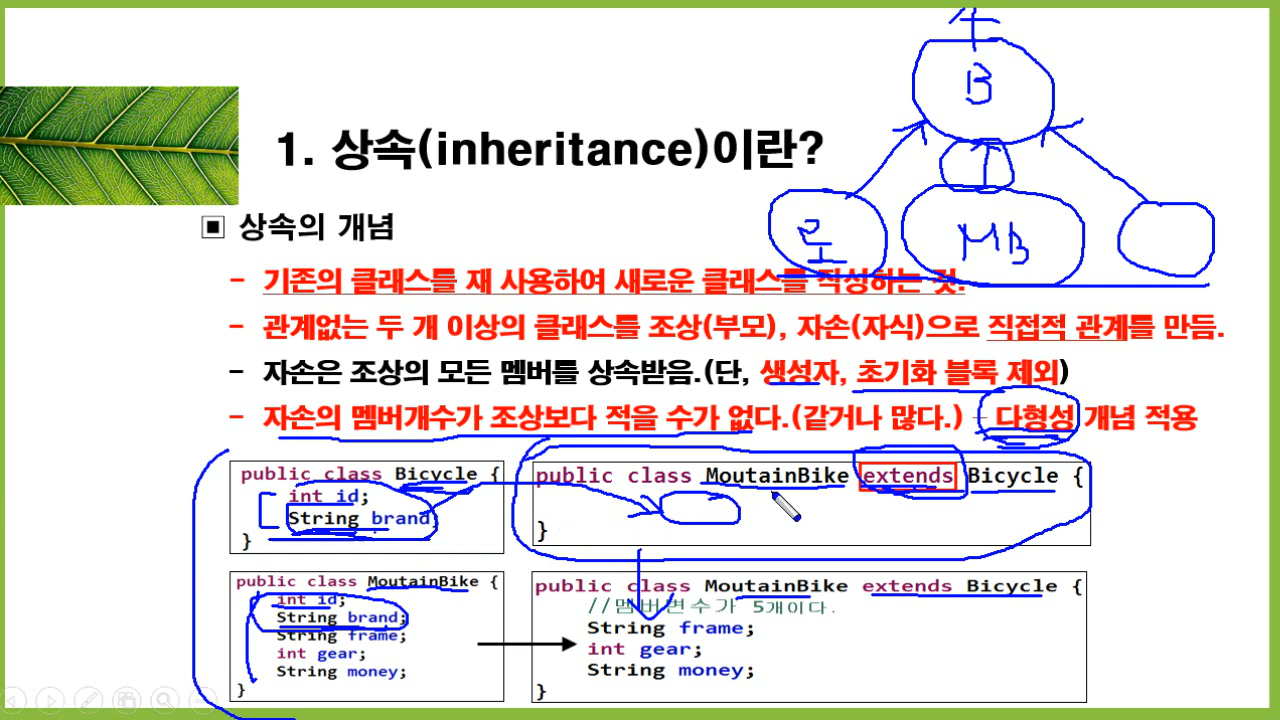 B
1. 상속(inheritance)이란?
▣ 상속의 개념
로 MB
- 기존의 클래스를 재 사용하여 새로운 클래스를 작성하는 것.
- 관계없는 두 개 이상의 클래스를 조상(부모), 자손(자식)으로 직접적 관계를 만듬.
- 자손은 조상의 모든 멤버를 상속받음.(단, 생성자, 초기화 블록 제외)
- 자손의 멤버개수가 조상보다 적을 수가 없다.(같거나 많다.) - 다형성 개념 적용
public class Bicycle {
int id;
String brand
}
public class MoutainBike extends Bicycle {
}
public class MoutainBike {
int id;
String brand;
String frame;
int gear;
String money;
}
public class MoutainBike extends Bicycle {
//멤버변수가 5개이다.
String frame;
int gear;
String money;
}